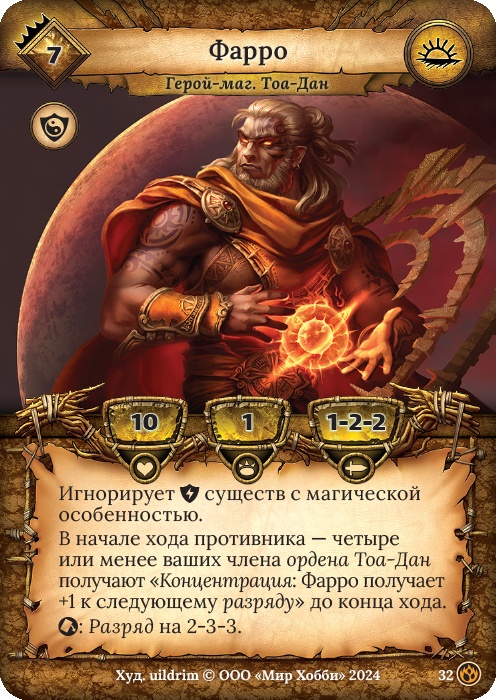 7
Фарро
Герой-маг. Тоа-Дан
10
1
1-2-2
Игнорирует существ с магической
особенностью.
В начале хода противника — четыре
или менее ваших члена ордена Тоа-Дан
получают «Концентрация: Фарро получает
+1 к следующему разряду» до конца хода.
: Разряд на 2-3-3.
Худ. uildrim © ООО «Мир Хобби» 2024
32